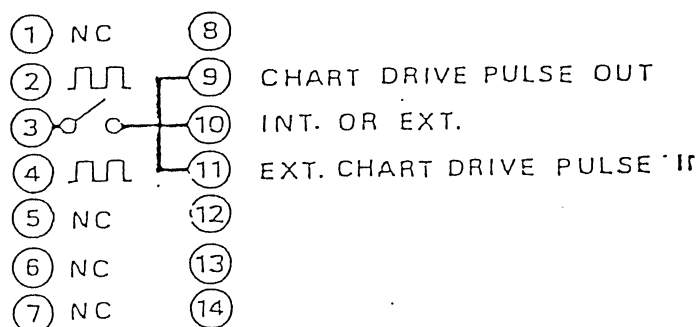 1 NC 8
2 9 CHART DRIVE PULSE OUT
3 10 INT. OR EXT.
4 11 EXT. CHART DRIVE PULSE
5 NC 12
6 NC 13
7 NC 14